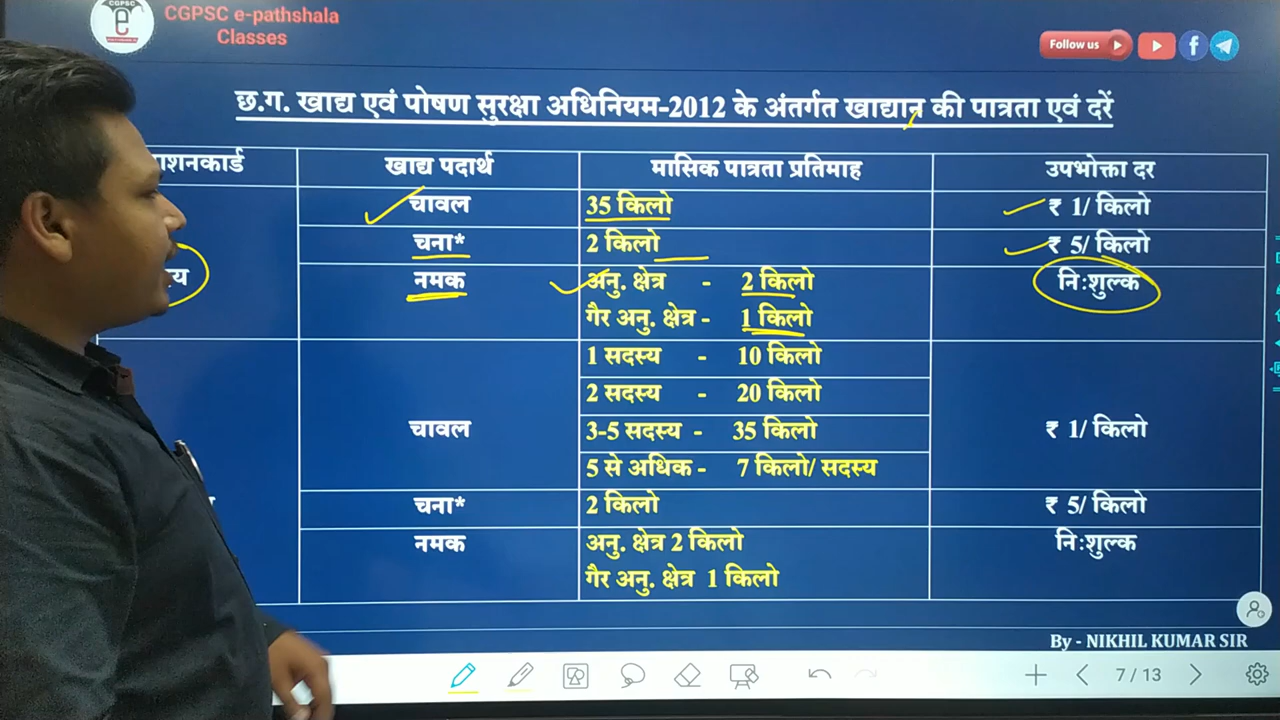 CGPSC
e
CGPSC e-pathshala
Classes
Follow us
छ.ग. खाद्य एवं पोषण सुरक्षा अधिनियम-2012 के अंतर्गत खाद्यान की पात्रता एवं दरें
ाशनकार्ड खाद्य पदार्थ मासिक पात्रता प्रतिमाह उपभोक्ता दर
चावल 35 किलो ₹ 1/ किलो
चना* 2 किलो ₹ 5/ किलो
्य नमक अनु. क्षेत्र - 2 किलो नि:शुल्क
गैर अनु. क्षेत्र - 1 किलो
1 सदस्य - 10 किलो
2 सदस्य - 20 किलो
चावल 3-5 सदस्य - 35 किलो ₹ 1/ किलो
5 से अधिक - 7 किलो/ सदस्य
चना* 2 किलो ₹ 5/ किलो
नमक अनु. क्षेत्र 2 किलो नि:शुल्क
गैर अनु. क्षेत्र 1 किलो
By - NIKHIL KUMAR SIR
7 / 13